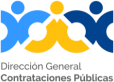 Dirección General
Contrataciones Públicas